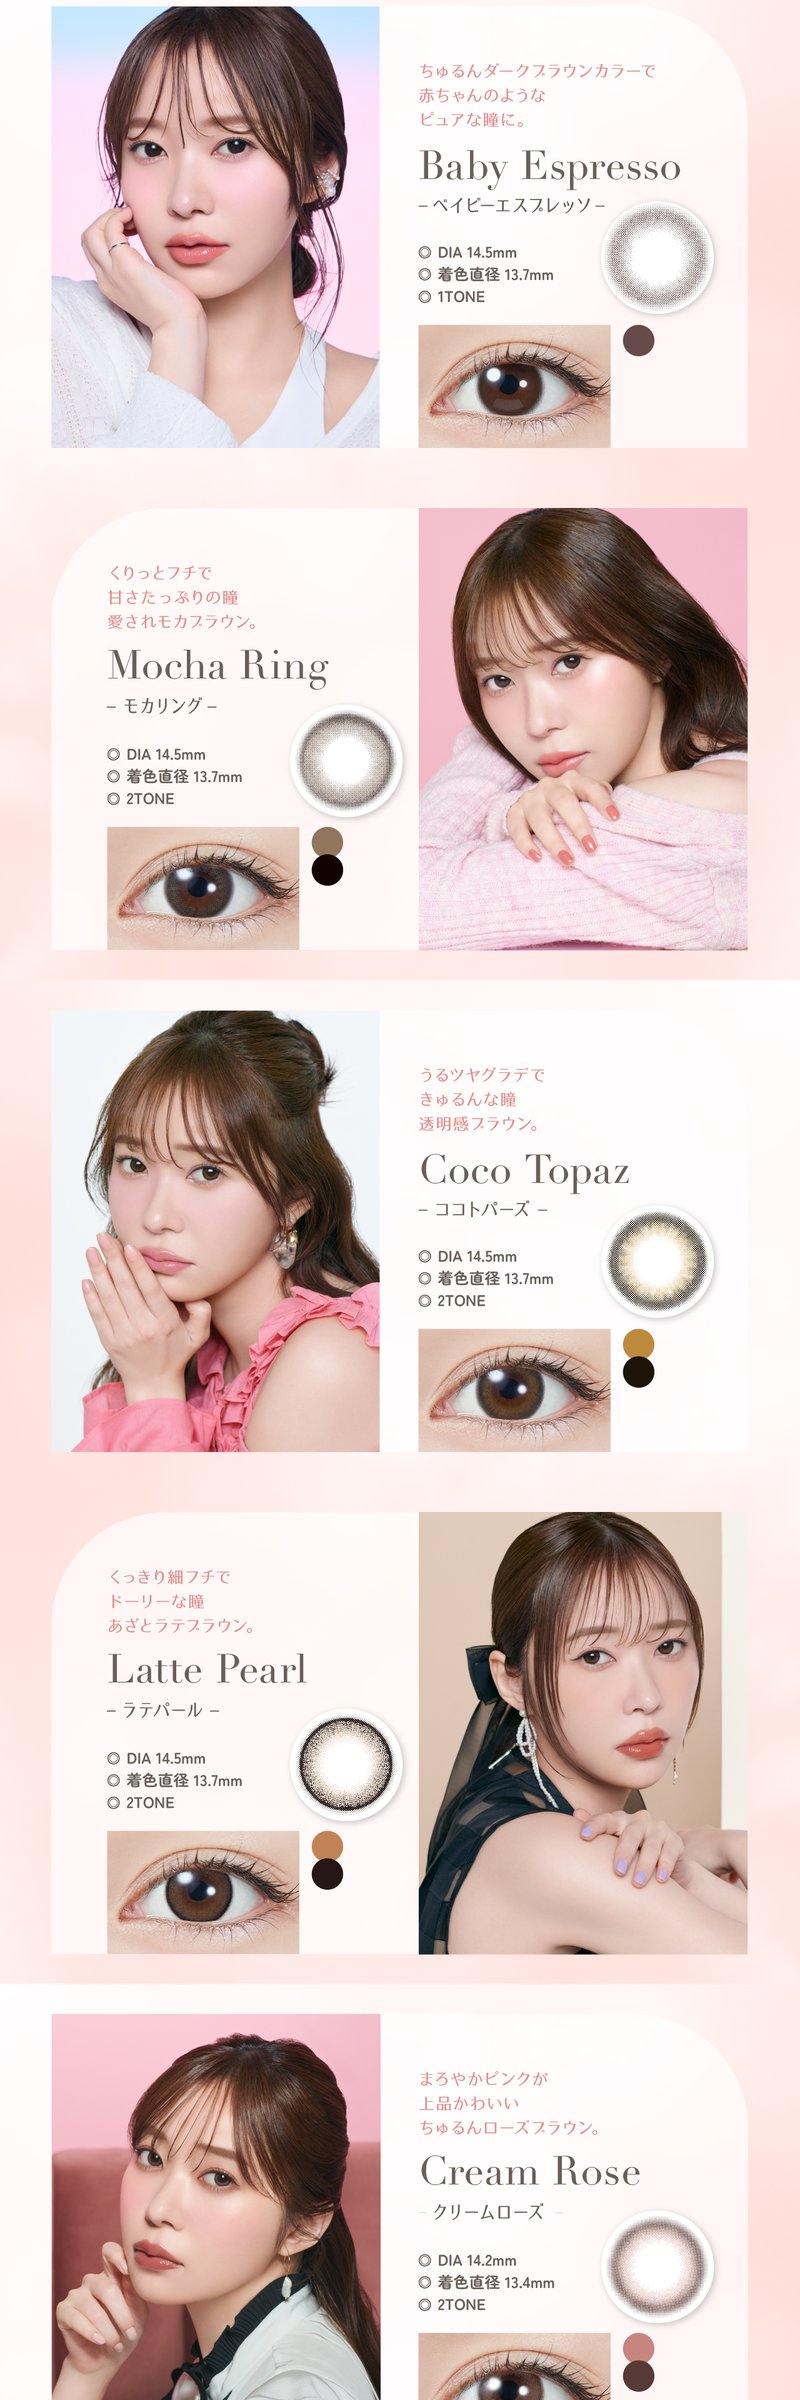 ちゅるんダークブラウンカラーで
赤ちゃんのような
ピュアな瞳に。
Baby Espresso
– ベイビーエスプレッソ –
◎ DIA 14.5mm
◎ 着色直径 13.7mm
◎ 1TONE
くりっとフチで
甘さたっぷりの瞳
愛されモカブラウン。
Mocha Ring
– モカリング –
◎ DIA 14.5mm
◎ 着色直径 13.7mm
◎ 2TONE
うるツヤグラデで
きゅるんな瞳
透明感ブラウン。
Coco Topaz
– ココトパーズ –
◎ DIA 14.5mm
◎ 着色直径 13.7mm
◎ 2TONE
くっきり細フチで
ドーリーな瞳
あざとラテブラウン。
Latte Pearl
– ラテパール –
◎ DIA 14.5mm
◎ 着色直径 13.7mm
◎ 2TONE
まろやかピンクが
上品かわいい
ちゅるんローズブラウン。
Cream Rose
– クリームローズ –
◎ DIA 14.2mm
◎ 着色直径 13.4mm
◎ 2TONE